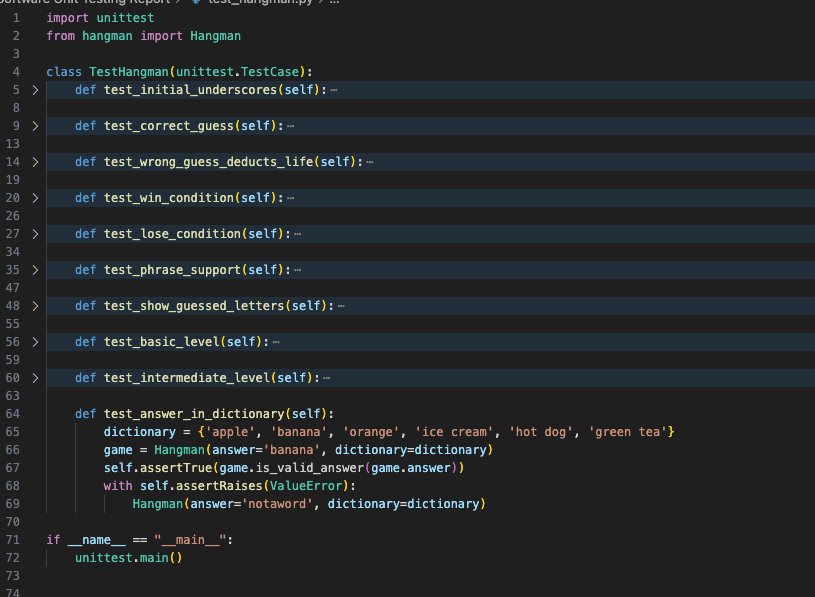 oftware Unit Testing Report > test_hangman.py > ...
1 import unittest
2 from hangman import Hangman
3
4 class TestHangman(unittest.TestCase):
5 > def test_initial_underscores(self): ⋯
8
9 > def test_correct_guess(self): ⋯
13
14 > def test_wrong_guess_deducts_life(self): ⋯
19
20 > def test_win_condition(self): ⋯
26
27 > def test_lose_condition(self): ⋯
34
35 > def test_phrase_support(self): ⋯
47
48 > def test_show_guessed_letters(self): ⋯
55
56 > def test_basic_level(self): ⋯
59
60 > def test_intermediate_level(self): ⋯
63
64 def test_answer_in_dictionary(self):
65 dictionary = {'apple', 'banana', 'orange', 'ice cream', 'hot dog', 'green tea'}
66 game = Hangman(answer='banana', dictionary=dictionary)
67 self.assertTrue(game.is_valid_answer(game.answer))
68 with self.assertRaises(ValueError):
69 Hangman(answer='notaword', dictionary=dictionary)
70
71 if __name__ == "__main__":
72 unittest.main()
73
74